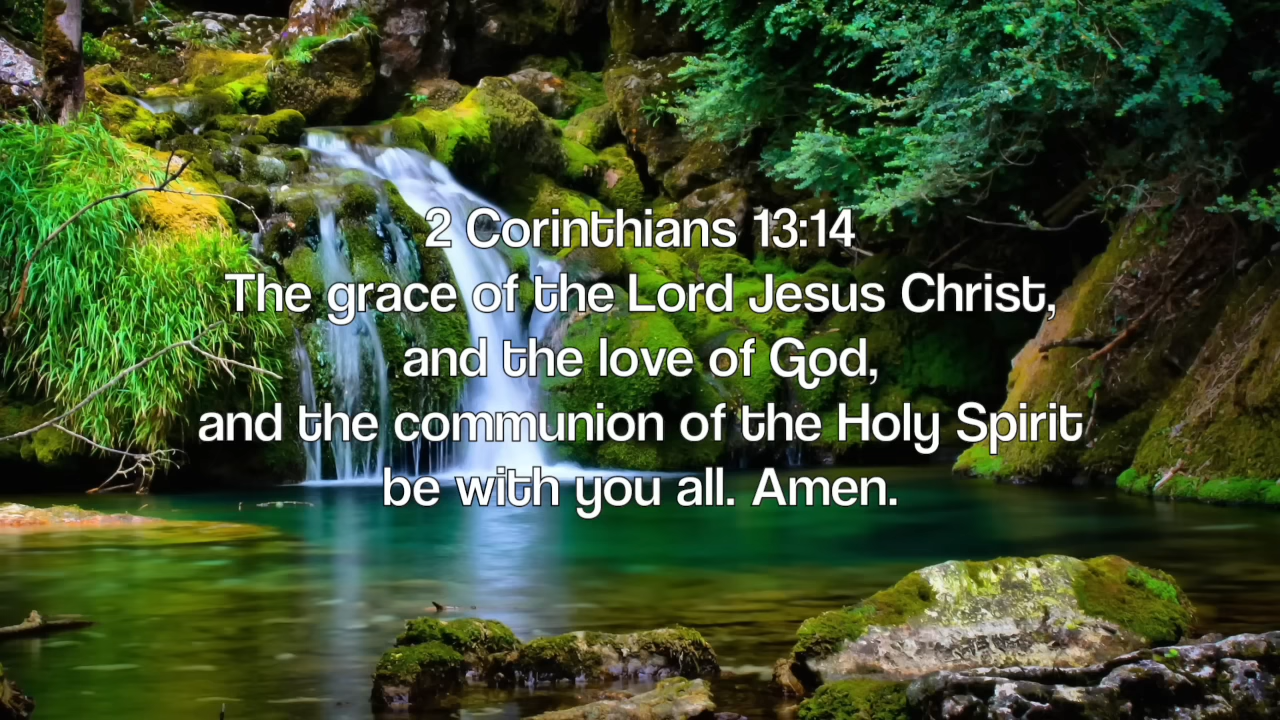 2 Corinthians 13:14
The grace of the Lord Jesus Christ,
and the love of God,
and the communion of the Holy Spirit
be with you all. Amen.